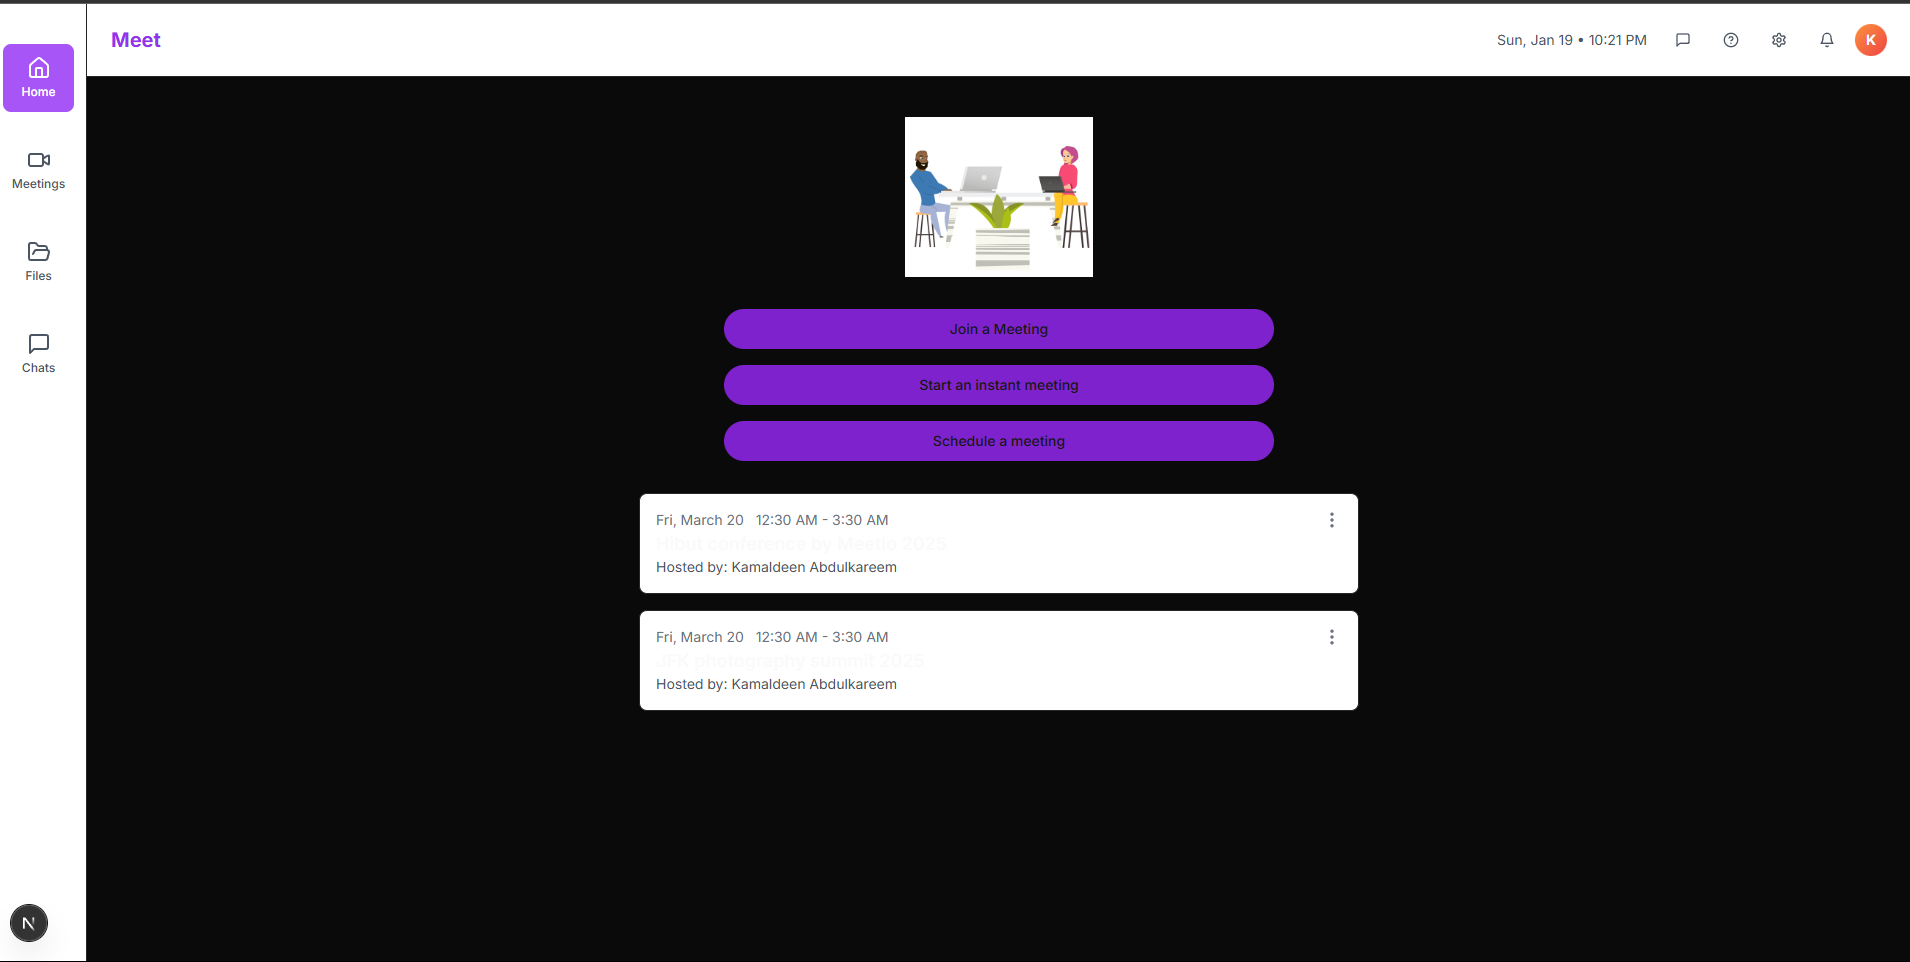 Meet
Sun, Jan 19 • 10:21 PM
K
Home
Meetings
Files
Chats
Join a Meeting
Start an instant meeting
Schedule a meeting
Fri, March 20 12:30 AM - 3:30 AM
Hibut conference by Meetio 2025
Hosted by: Kamaldeen Abdulkareem
Fri, March 20 12:30 AM - 3:30 AM
JFK photography summit 2025
Hosted by: Kamaldeen Abdulkareem
N